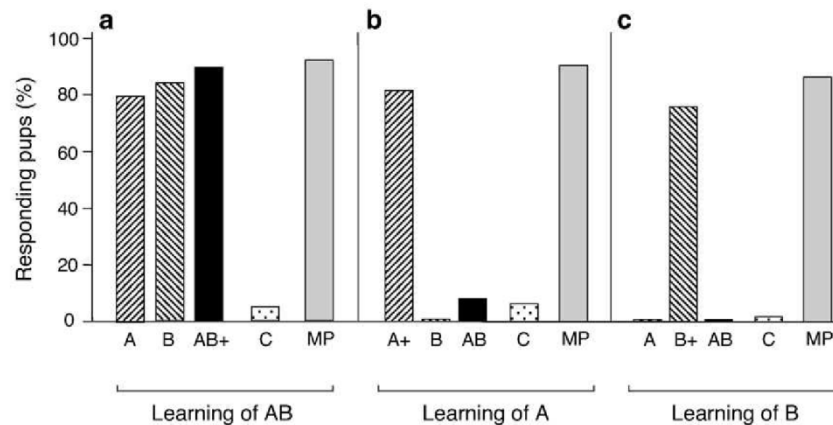 a b c
Responding pups (%)
100
80
60
40
20
0
A B AB+ C MP A+ B AB C MP A B+ AB C MP
Learning of AB Learning of A Learning of B